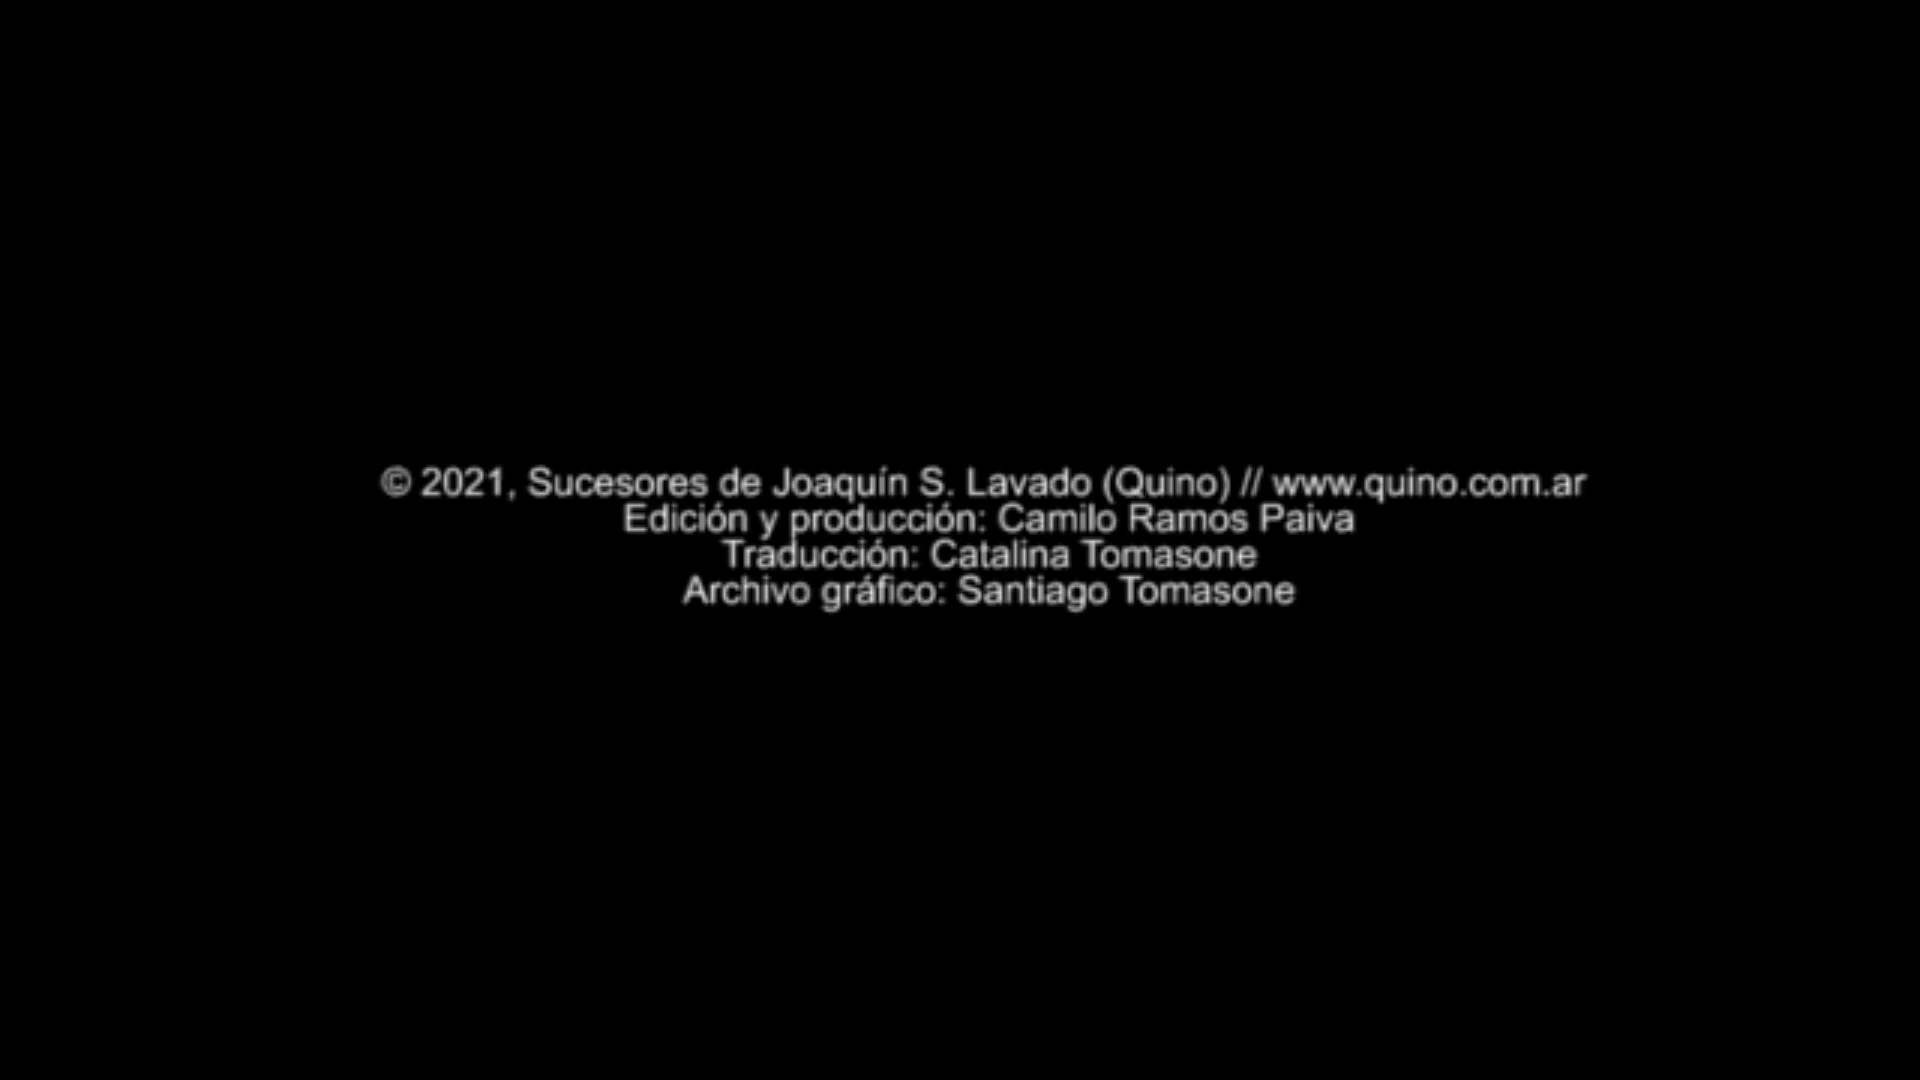 © 2021, Sucesores de Joaquín S. Lavado (Quino) // www.quino.com.ar
Edición y producción: Camilo Ramos Paiva
Traducción: Catalina Tomasone
Archivo gráfico: Santiago Tomasone